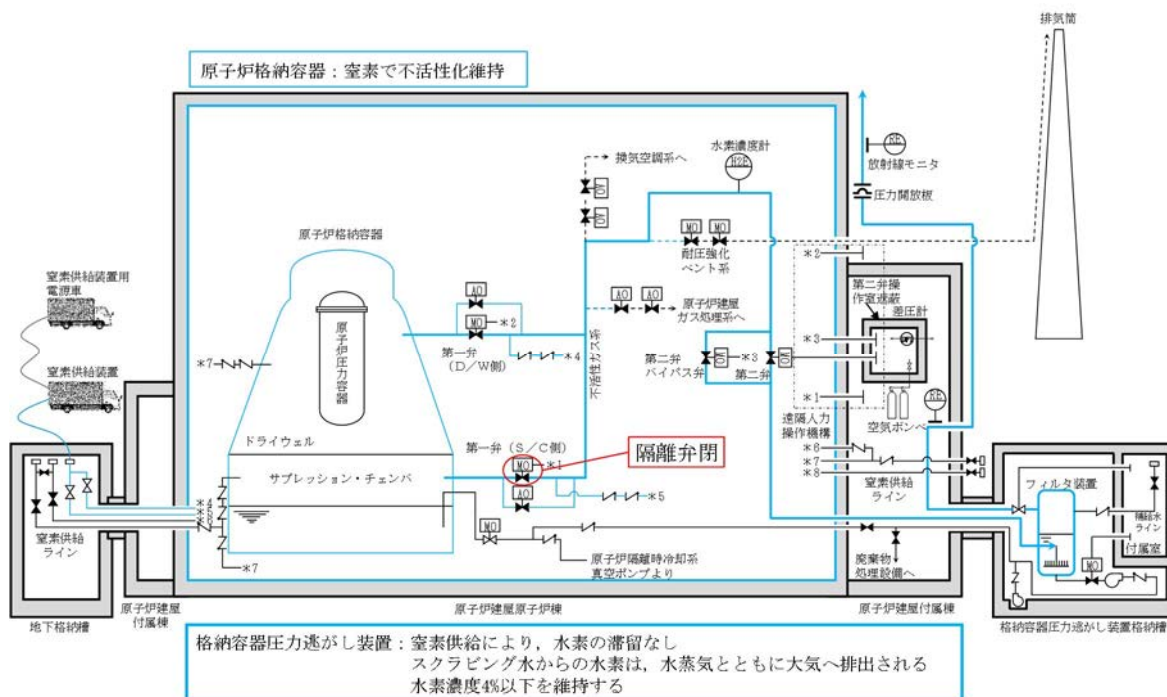 排気筒
原子炉格納容器：窒素で不活性化維持
換気空調系へ
水素濃度計
H2E
RE
放射線モニタ
圧力開放板
AO
AO
MO
MO
耐圧強化
ベント系
原子炉格納容器
原子炉圧力容器
窒素供給装置用
電源車
窒素供給装置
AO
MO
*2
第一弁
(D/W側)
*4
AO
AO
原子炉建屋
ガス処理系へ
不活性ガス系
*2
第二弁操
作室遮蔽
差圧計
*3
第二弁
バイパス弁
MO
*3
第二弁
MO
*1
遠隔人力
操作機構
空気ボンベ
RE
*7
ドライウェル
サプレッション・チェンバ
第一弁(S/C側)
MO
*1
隔離弁閉
AO
*5
*6
*7
*8
窒素供給
ライン
フィルタ装置
補給水
ライン
付属室
MO
窒素供給
ライン
*4
*7
MO
原子炉隔離時冷却系
真空ポンプより
廃棄物
処理設備へ
地下格納槽
原子炉建屋
付属棟
原子炉建屋原子炉棟
原子炉建屋付属棟
格納容器圧力逃がし装置格納槽
格納容器圧力逃がし装置：窒素供給により，水素の滞留なし
スクラビング水からの水素は，水蒸気とともに大気へ排出される
水素濃度4%以下を維持する